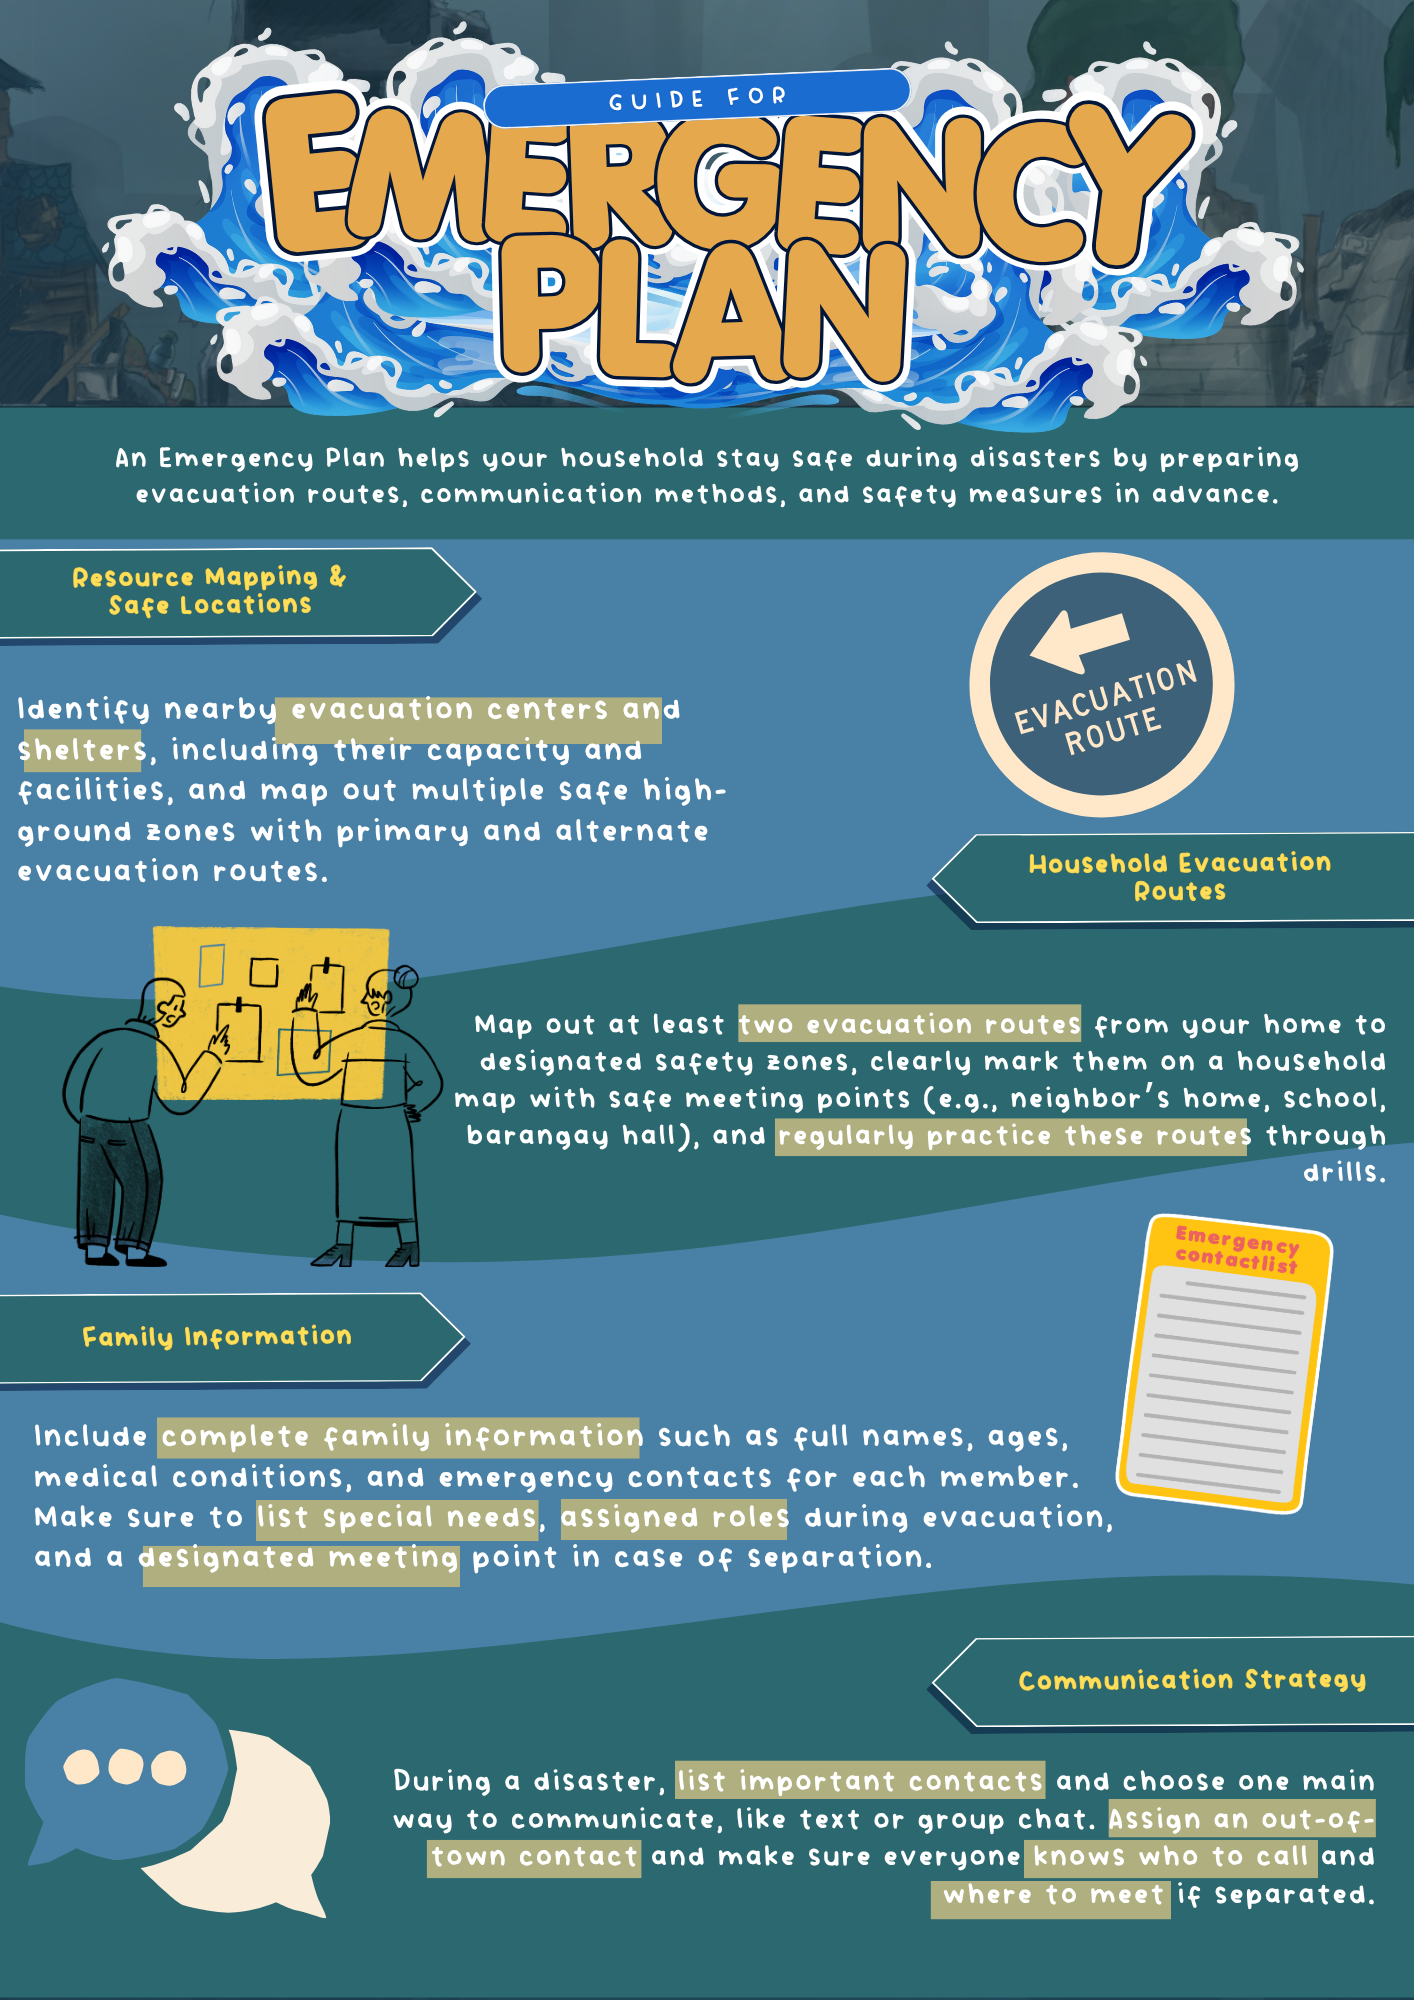 GUIDE FOR
EMERGENCY
PLAN
An Emergency Plan helps your household stay safe during disasters by preparing
evacuation routes, communication methods, and safety measures in advance.
Resource Mapping &
Safe Locations
EVACUATION
ROUTE
Identify nearby evacuation centers and
shelters, including their capacity and
facilities, and map out multiple safe high-
ground zones with primary and alternate
evacuation routes.
Household Evacuation
Routes
Map out at least two evacuation routes from your home to
designated safety zones, clearly mark them on a household
map with safe meeting points (e.g., neighbor's home, school,
barangay hall), and regularly practice these routes through
drills.
Emergency
contactlist
Family Information
Include complete family information such as full names, ages,
medical conditions, and emergency contacts for each member.
Make sure to list special needs, assigned roles during evacuation,
and a designated meeting point in case of separation.
Communication Strategy
During a disaster, list important contacts and choose one main
way to communicate, like text or group chat. Assign an out-of-
town contact and make sure everyone knows who to call and
where to meet if separated.